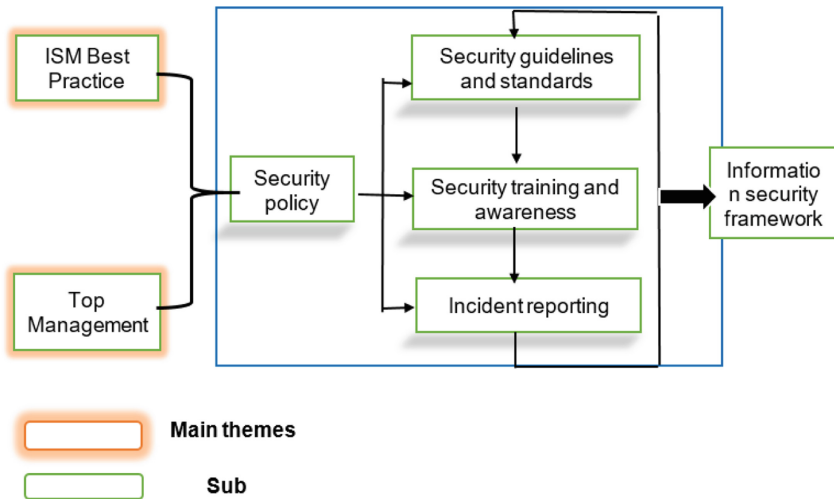 ISM Best
Practice
Security guidelines
and standards
Security
policy
Security training and
awareness
Informatio
n security
framework
Top
Management
Incident reporting
Main themes
Sub